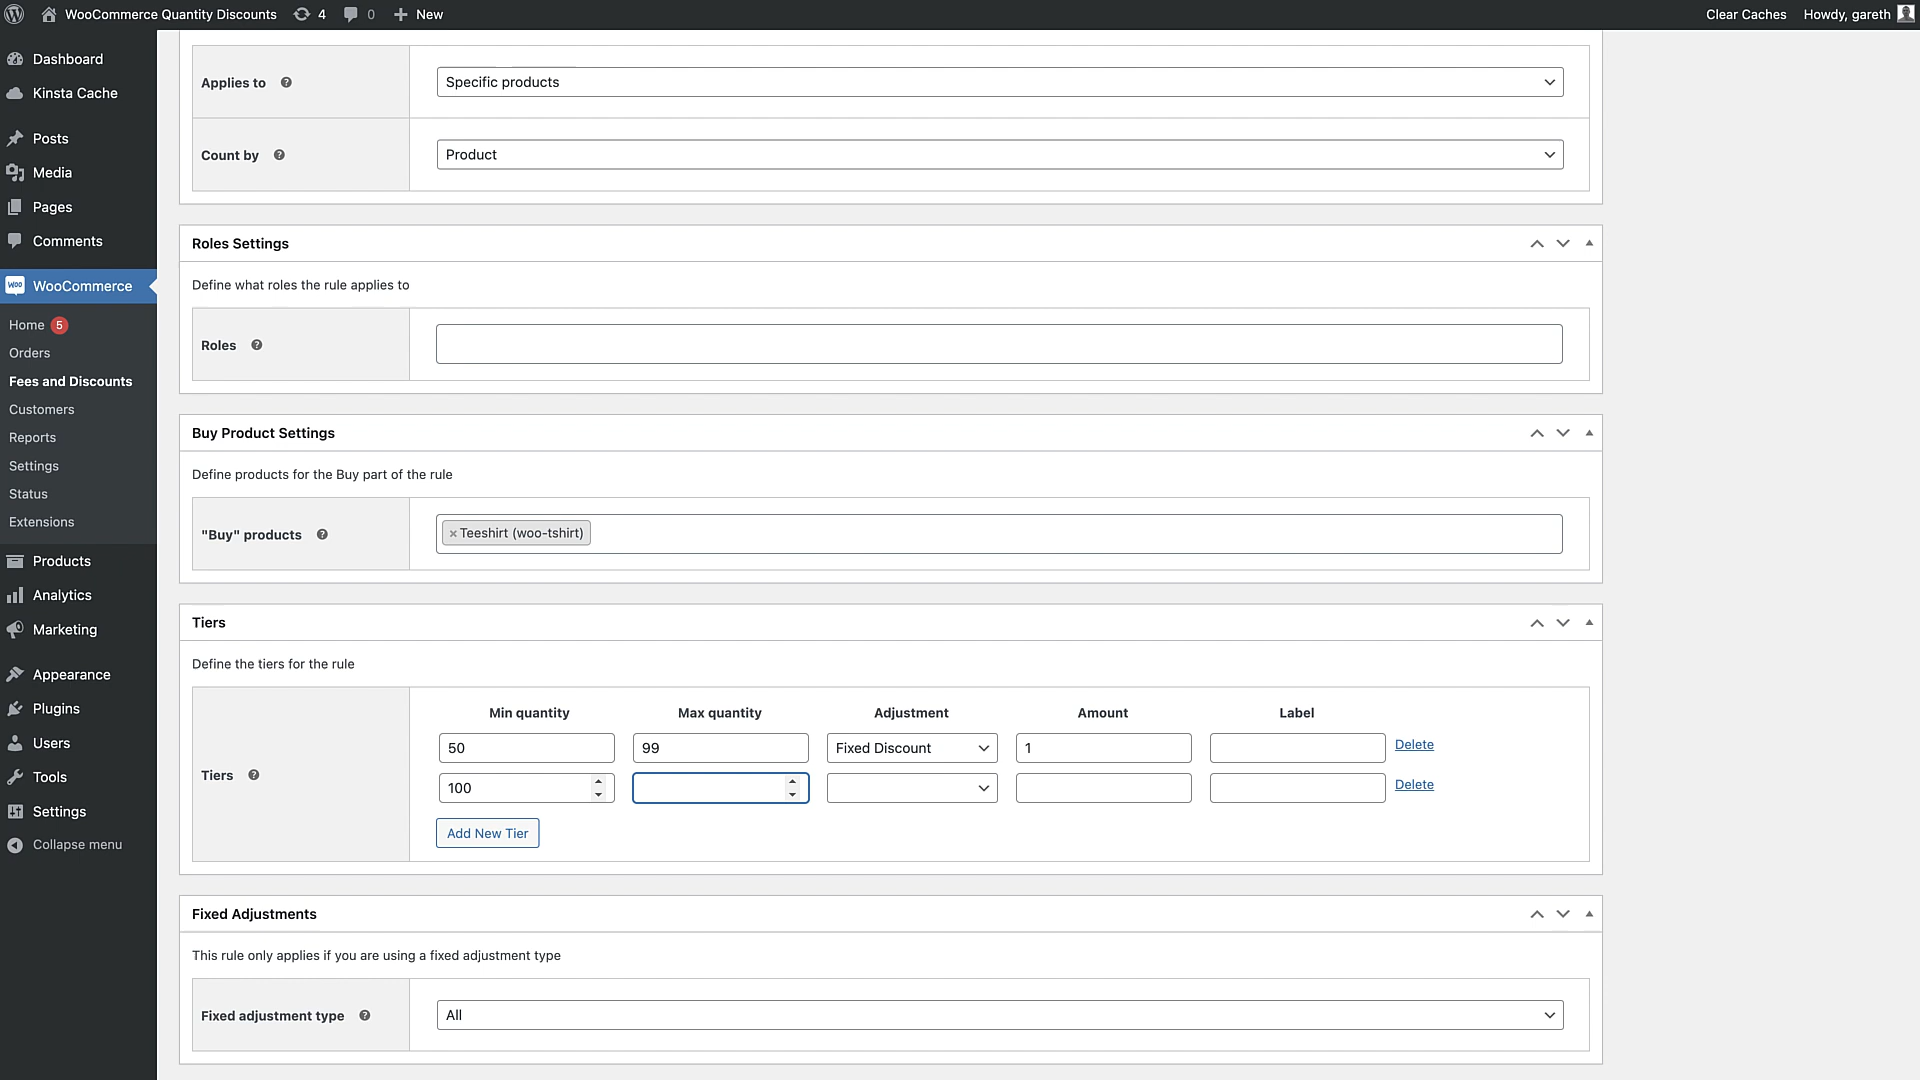 WooCommerce Quantity Discounts 4 0 New Clear Caches Howdy, gareth
Dashboard
Kinsta Cache
Posts
Media
Pages
Comments
WooCommerce
Home 5
Orders
Fees and Discounts
Customers
Reports
Settings
Status
Extensions
Products
Analytics
Marketing
Appearance
Plugins
Users
Tools
Settings
Collapse menu
Applies to Specific products
Count by Product
Roles Settings
Define what roles the rule applies to
Roles
Buy Product Settings
Define products for the Buy part of the rule
"Buy" products ×Teeshirt (woo-tshirt)
Tiers
Define the tiers for the rule
Min quantity Max quantity Adjustment Amount Label
50 99 Fixed Discount 1 Delete
Tiers
100 Delete
Add New Tier
Fixed Adjustments
This rule only applies if you are using a fixed adjustment type
Fixed adjustment type All